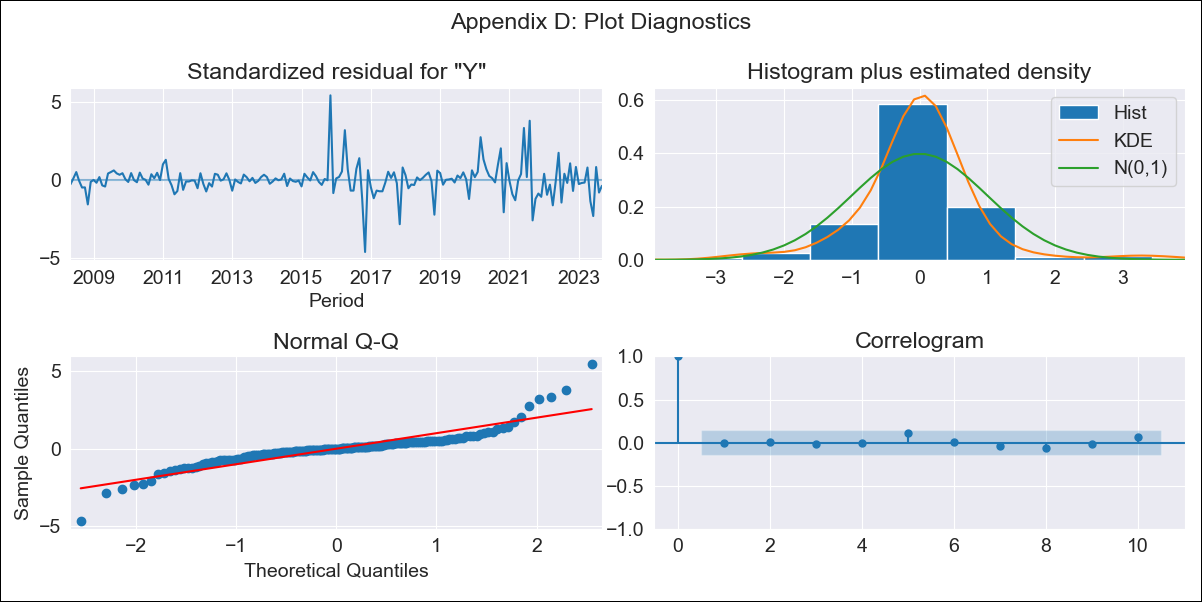 Appendix D: Plot Diagnostics
Standardized residual for "Y"
5
0
−5
2009 2011 2013 2015 2017 2019 2021 2023
Period
Histogram plus estimated density
0.6
0.4
0.2
0.0
Hist
KDE
N(0,1)
−3 −2 −1 0 1 2 3
Normal Q-Q
Sample Quantiles
5
0
−5
−2 −1 0 1 2
Theoretical Quantiles
Correlogram
1.0
0.5
0.0
−0.5
−1.0
0 2 4 6 8 10